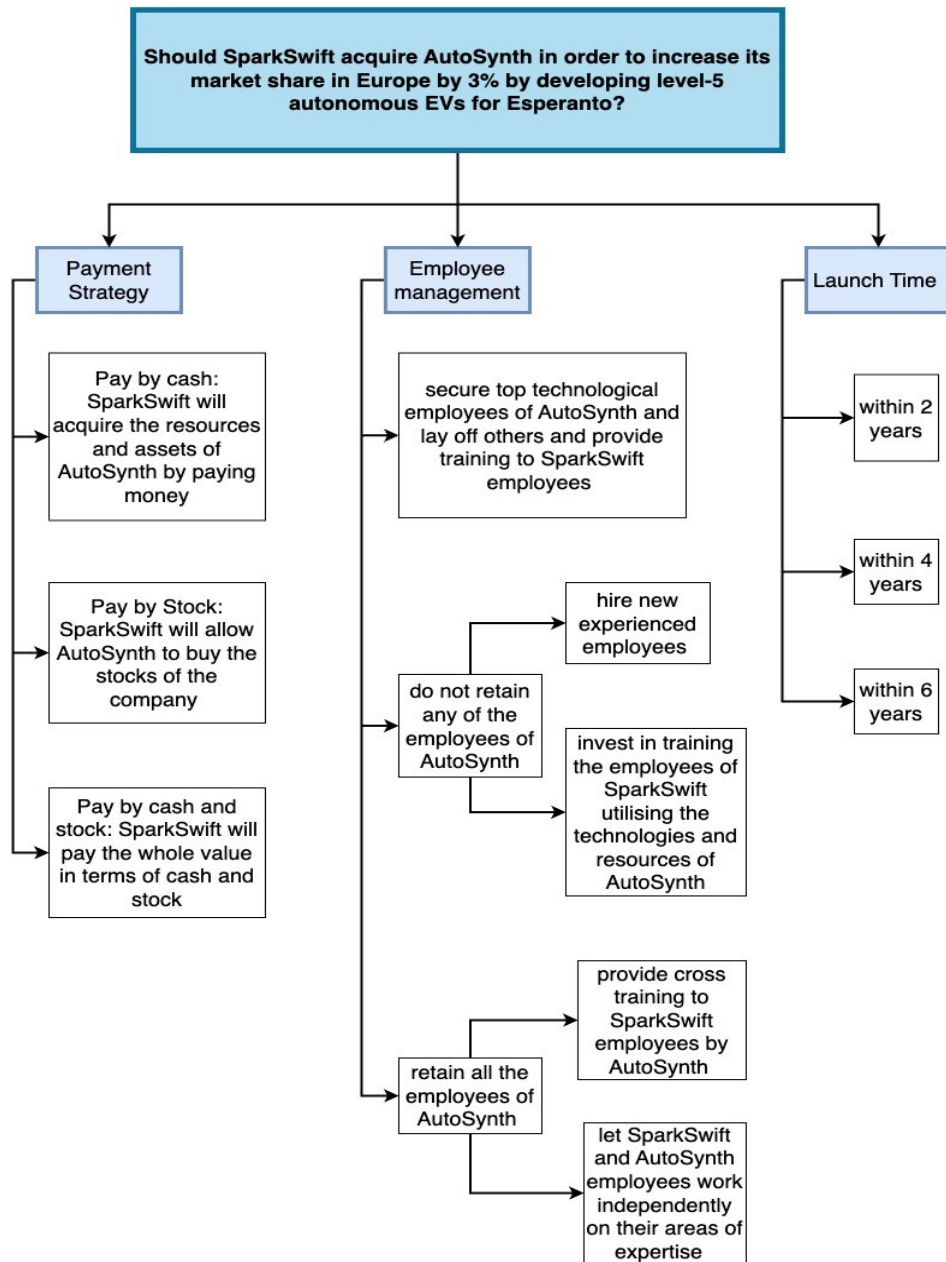 Should SparkSwift acquire AutoSynth in order to increase its
market share in Europe by 3% by developing level-5
autonomous EVs for Esperanto?
Payment
Strategy
Pay by cash:
SparkSwift will
acquire the resources
and assets of
AutoSynth by paying
money
Pay by Stock:
SparkSwift will allow
AutoSynth to buy the
stocks of the
company
Pay by cash and
stock: SparkSwift will
pay the whole value
in terms of cash and
stock
Employee
management
secure top technological
employees of AutoSynth and
lay off others and provide
training to SparkSwift
employees
do not retain
any of the
employees of
AutoSynth
hire new
experienced
employees
invest in training
the employees of
SparkSwift
utilising the
technologies and
resources of
AutoSynth
retain all the
employees of
AutoSynth
provide cross
training to
SparkSwift
employees by
AutoSynth
let SparkSwift
and AutoSynth
employees work
independently
on their areas of
expertise
Launch Time
within 2
years
within 4
years
within 6
years